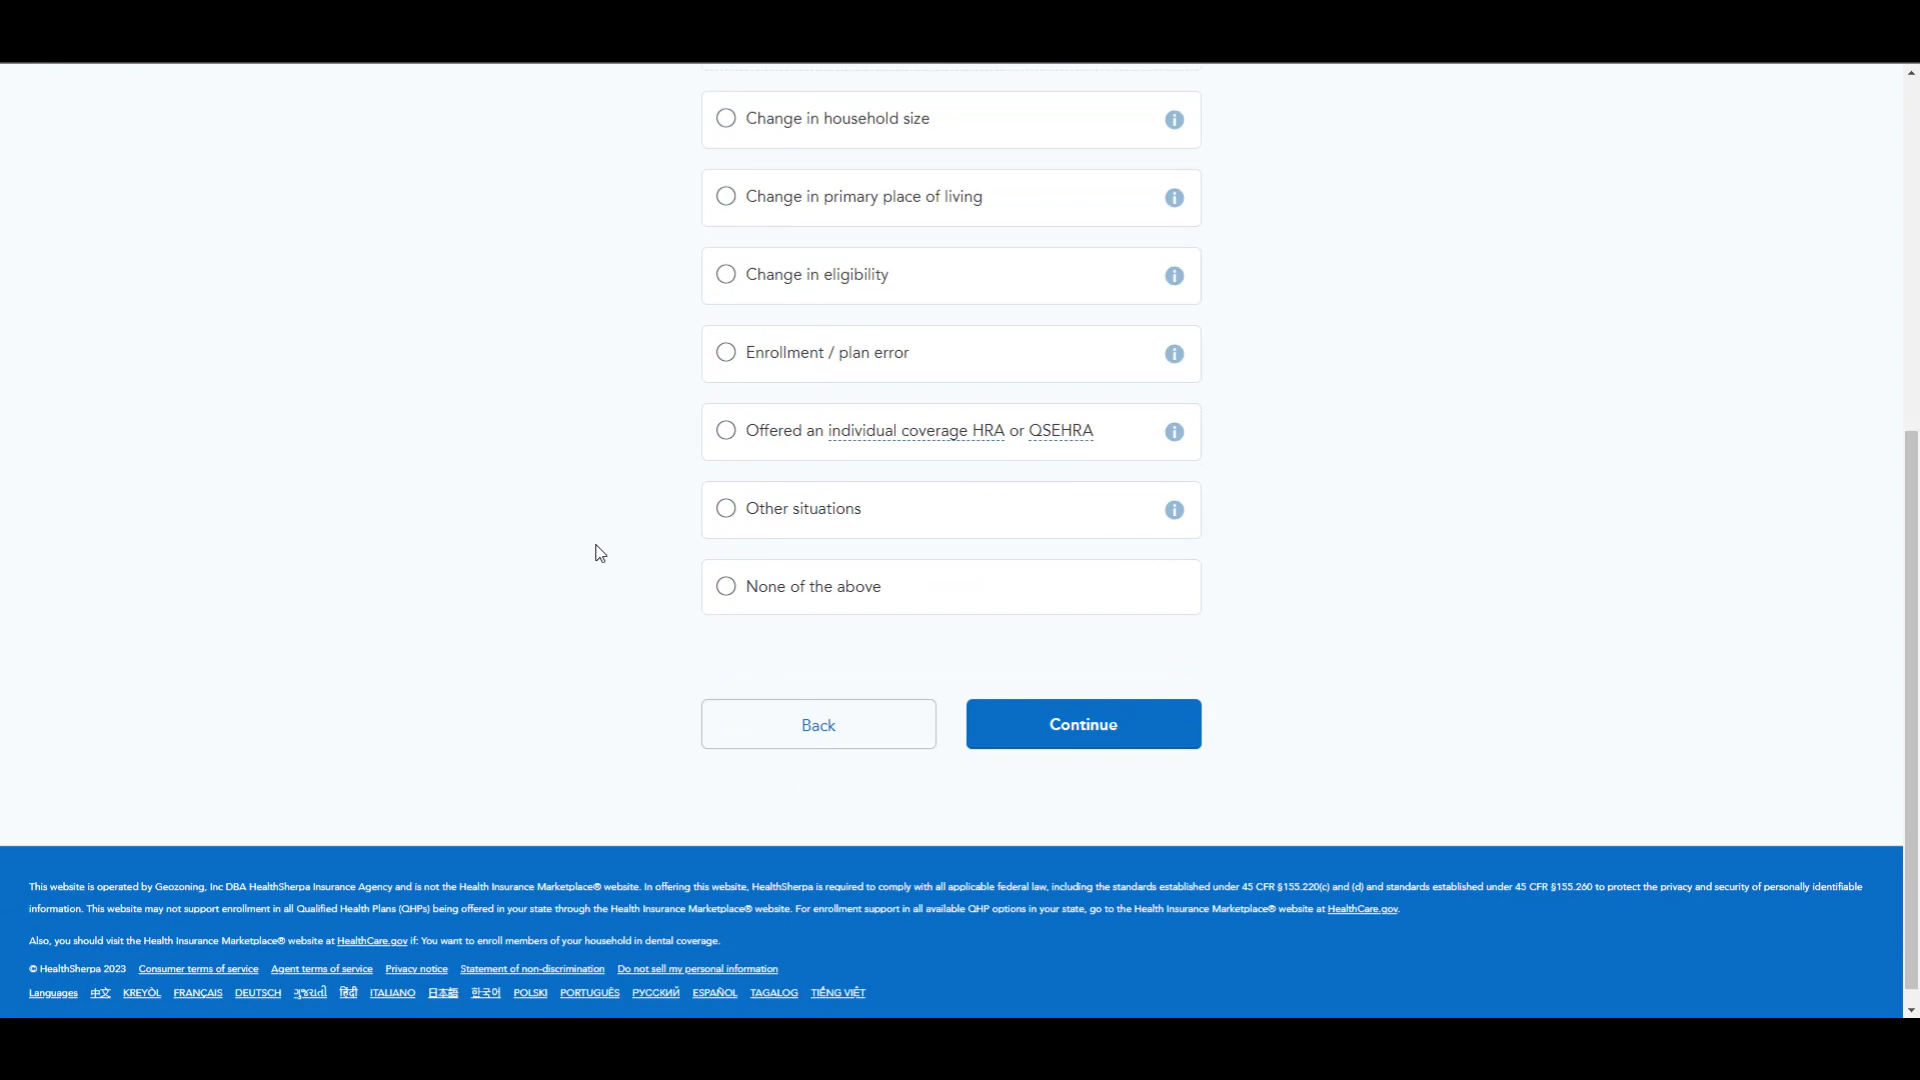 Change in household size
Change in primary place of living
Change in eligibility
Enrollment / plan error
Offered an individual coverage HRA or QSEHRA
Other situations
None of the above
Back
Continue
This website is operated by Geozoning, Inc DBA HealthSherpa Insurance Agency and is not the Health Insurance Marketplace® website. In offering this website, HealthSherpa is required to comply with all applicable federal law, including the standards established under 45 CFR §155.220(c) and (d) and standards established under 45 CFR §155.260 to protect the privacy and security of personally identifiable
information. This website may not support enrollment in all Qualified Health Plans (QHPs) being offered in your state through the Health Insurance Marketplace® website. For enrollment support in all available QHP options in your state, go to the Health Insurance Marketplace® website at HealthCare.gov.
Also, you should visit the Health Insurance Marketplace® website at HealthCare.gov if: You want to enroll members of your household in dental coverage.
© HealthSherpa 2023 Consumer terms of service Agent terms of service Privacy notice Statement of non-discrimination Do not sell my personal information
Languages 中文 KREYÒL FRANÇAIS DEUTSCH ગુજરાતી हिंदी ITALIANO 日本語 한국어 POLSKI PORTUGUÊS РУССКИЙ ESPAÑOL TAGALOG TIẾNG VIỆT